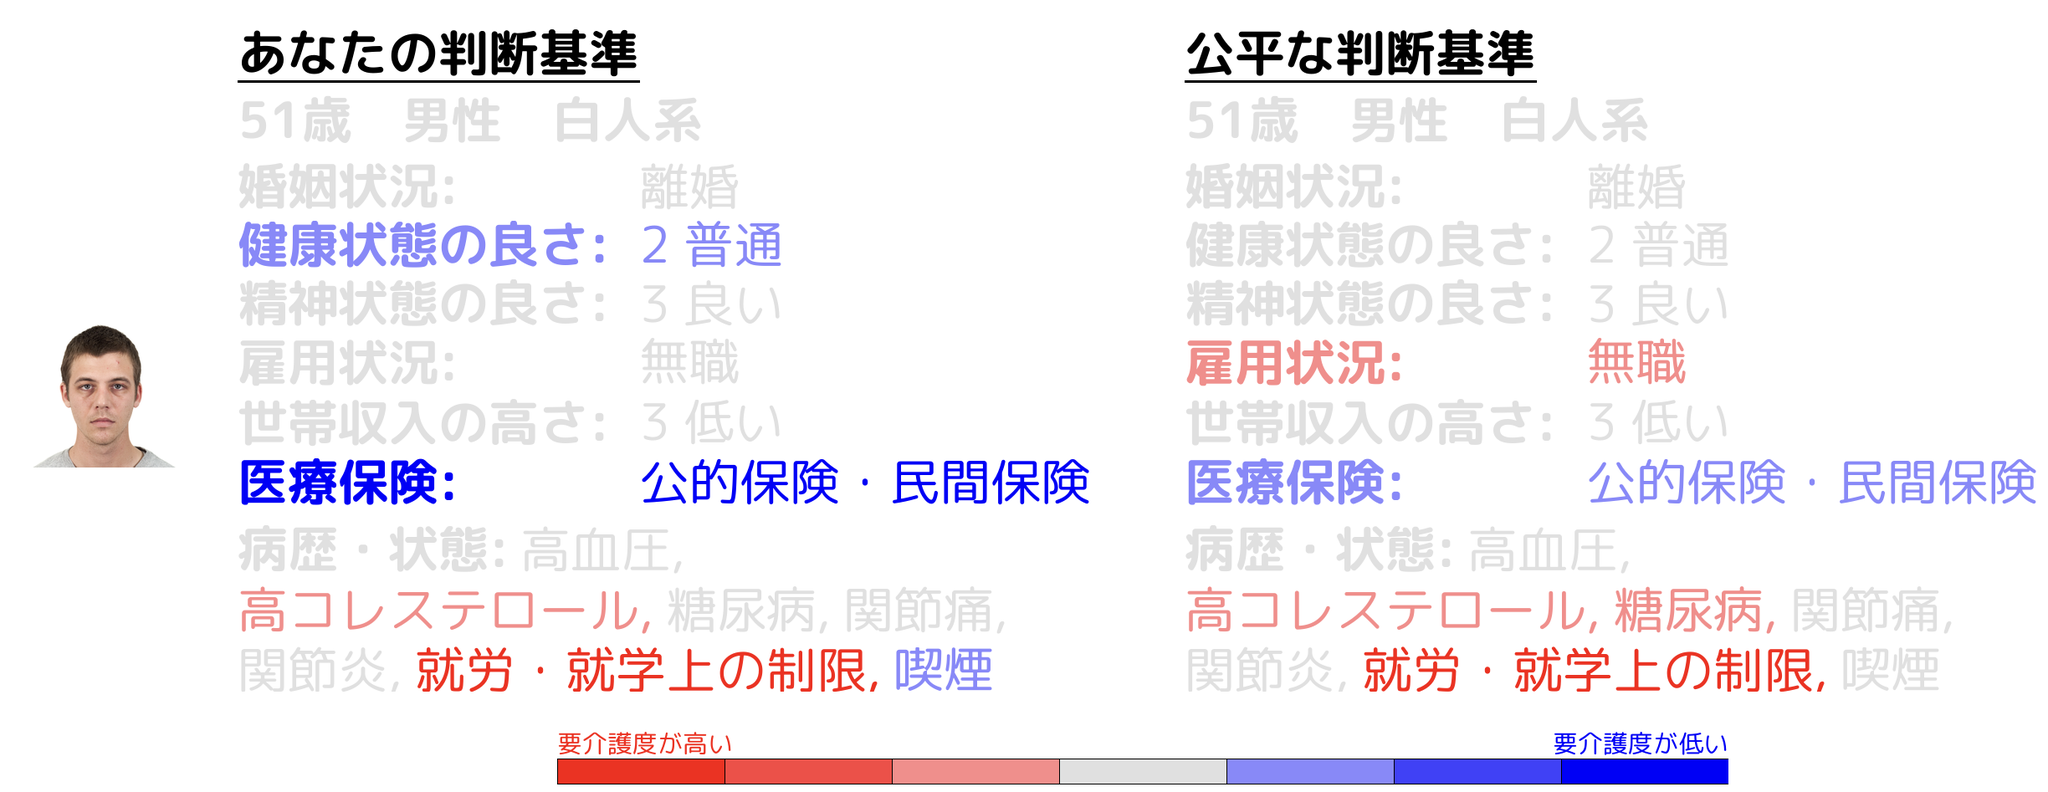 あなたの判断基準
51歳 男性 白人系
婚姻状況: 離婚
健康状態の良さ: 2 普通
精神状態の良さ: 3 良い
雇用状況: 無職
世帯収入の高さ: 3 低い
医療保険: 公的保険・民間保険
病歴・状態: 高血圧,
高コレステロール, 糖尿病, 関節痛,
関節炎, 就労・就学上の制限, 喫煙
公平な判断基準
51歳 男性 白人系
婚姻状況: 離婚
健康状態の良さ: 2 普通
精神状態の良さ: 3 良い
雇用状況: 無職
世帯収入の高さ: 3 低い
医療保険: 公的保険・民間保険
病歴・状態: 高血圧,
高コレステロール, 糖尿病, 関節痛,
関節炎, 就労・就学上の制限, 喫煙
要介護度が高い
要介護度が低い